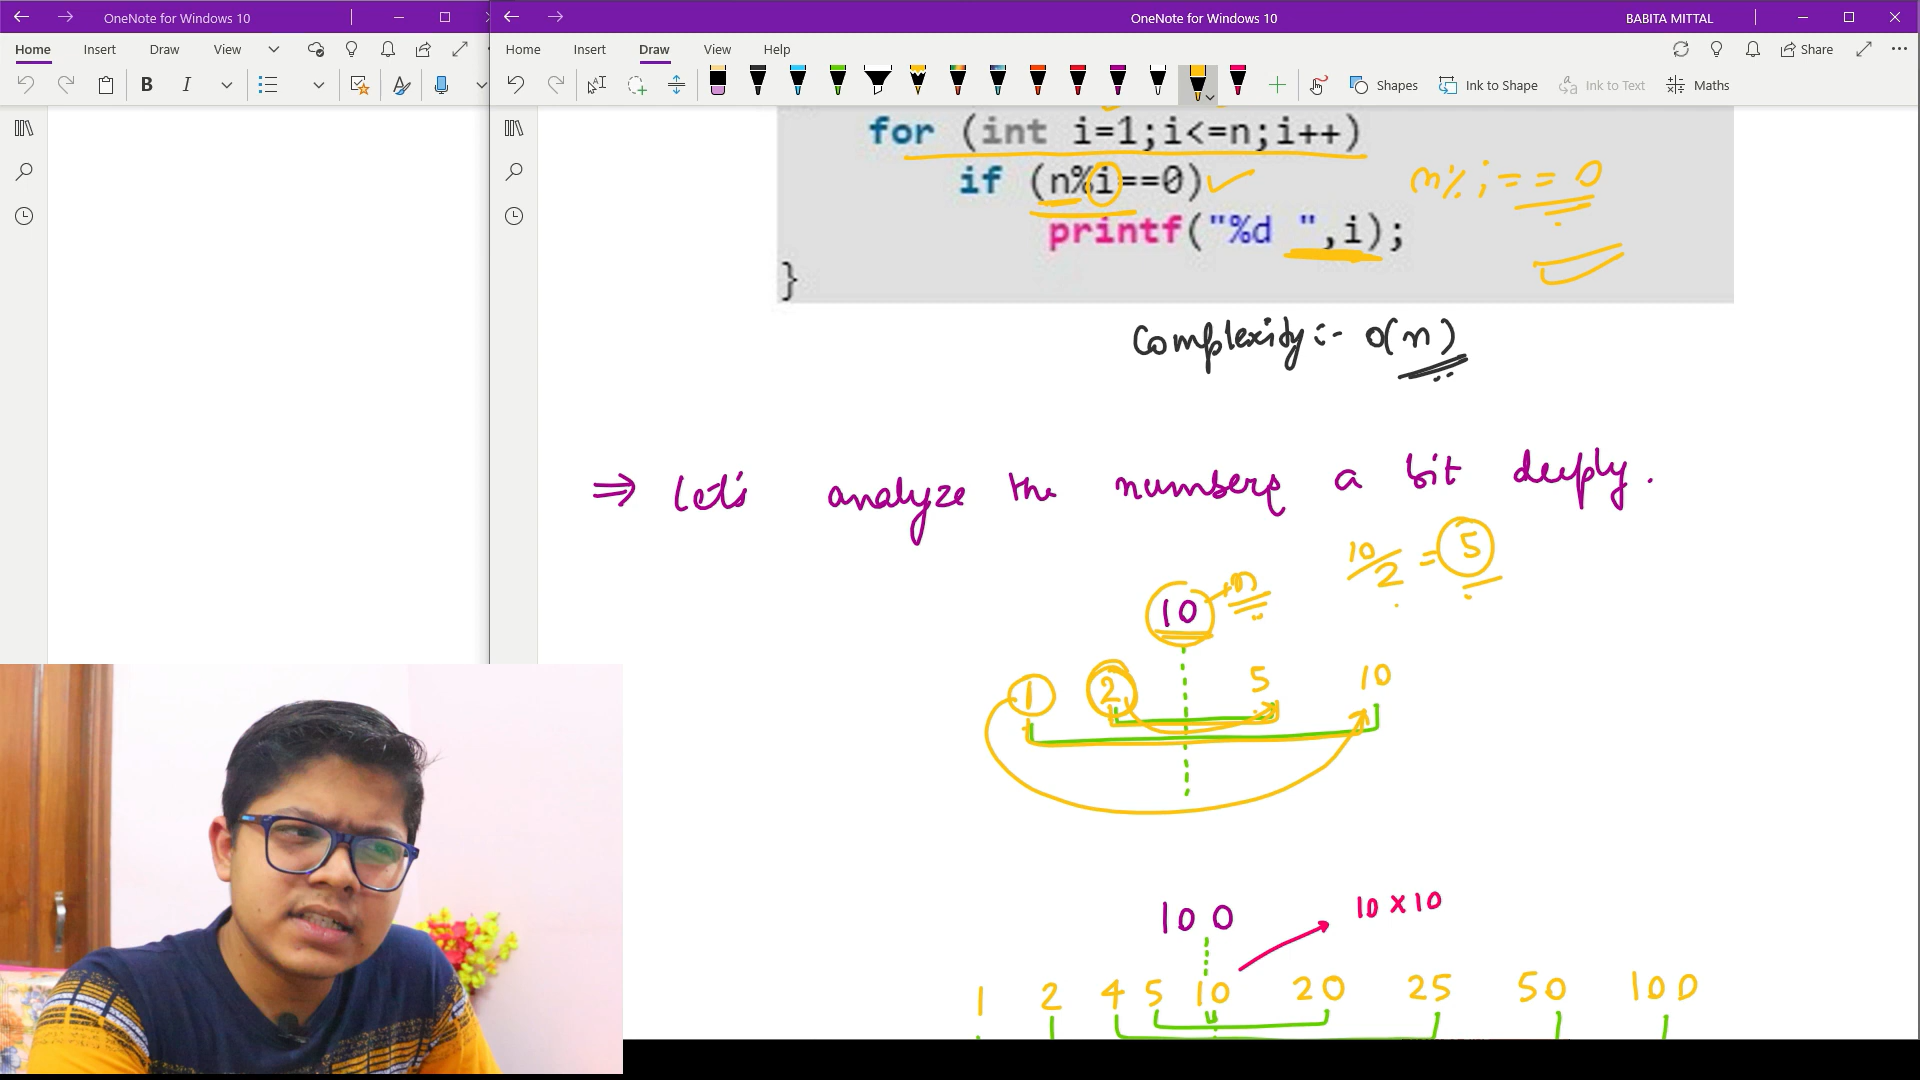 OneNote for Windows 10
OneNote for Windows 10 BABITA MITTAL
Home Insert Draw View
Home Insert Draw View Help Share
B I
Shapes Ink to Shape Ink to Text Maths
for (int i=1;i<=n;i++)
if (n%i==0) n%i==0
printf("%d ",i);
}
Complexity:- O(n)
⇒ Let's analyze the numbers a bit deeply.
10/2 = 5
10 → n
1 2 5 10
100 10 x 10
1 2 4 5 10 20 25 50 100